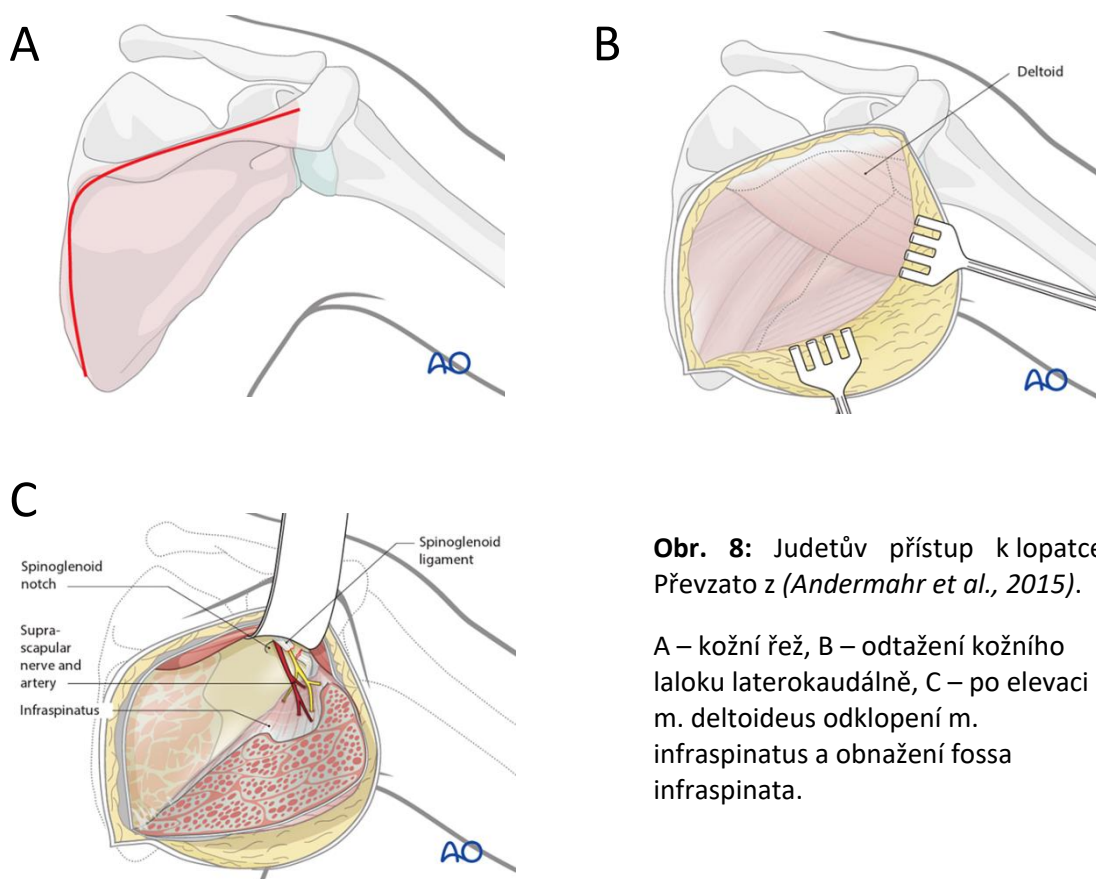 A
B
Deltoid
AO
AO
C
Spinoglenoid
notch
Spinoglenoid
ligament
Supra-
scapular
nerve and
artery
Infraspinatus
AO
Obr. 8: Judetův přístup k lopatce
Převzato z (Andermahr et al., 2015).
A – kožní řež, B – odtažení kožního
laloku laterokaudálně, C – po elevaci
m. deltoideus odklopení m.
infraspinatus a obnažení fossa
infraspinata.